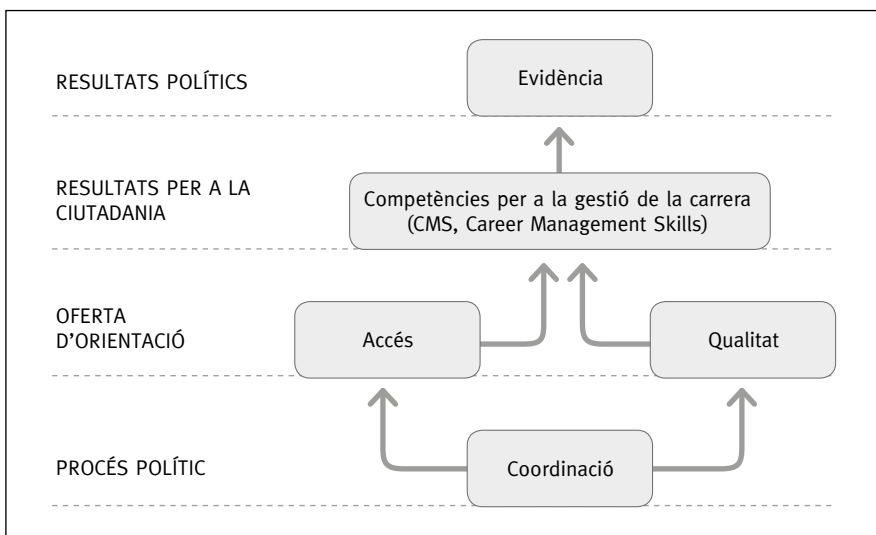 RESULTATS POLÍTICS
Evidència
RESULTATS PER A LA
CIUTADANIA
Competències per a la gestió de la carrera
(CMS, Career Management Skills)
OFERTA
D’ORIENTACIÓ
Accés
Qualitat
PROCÉS POLÍTIC
Coordinació